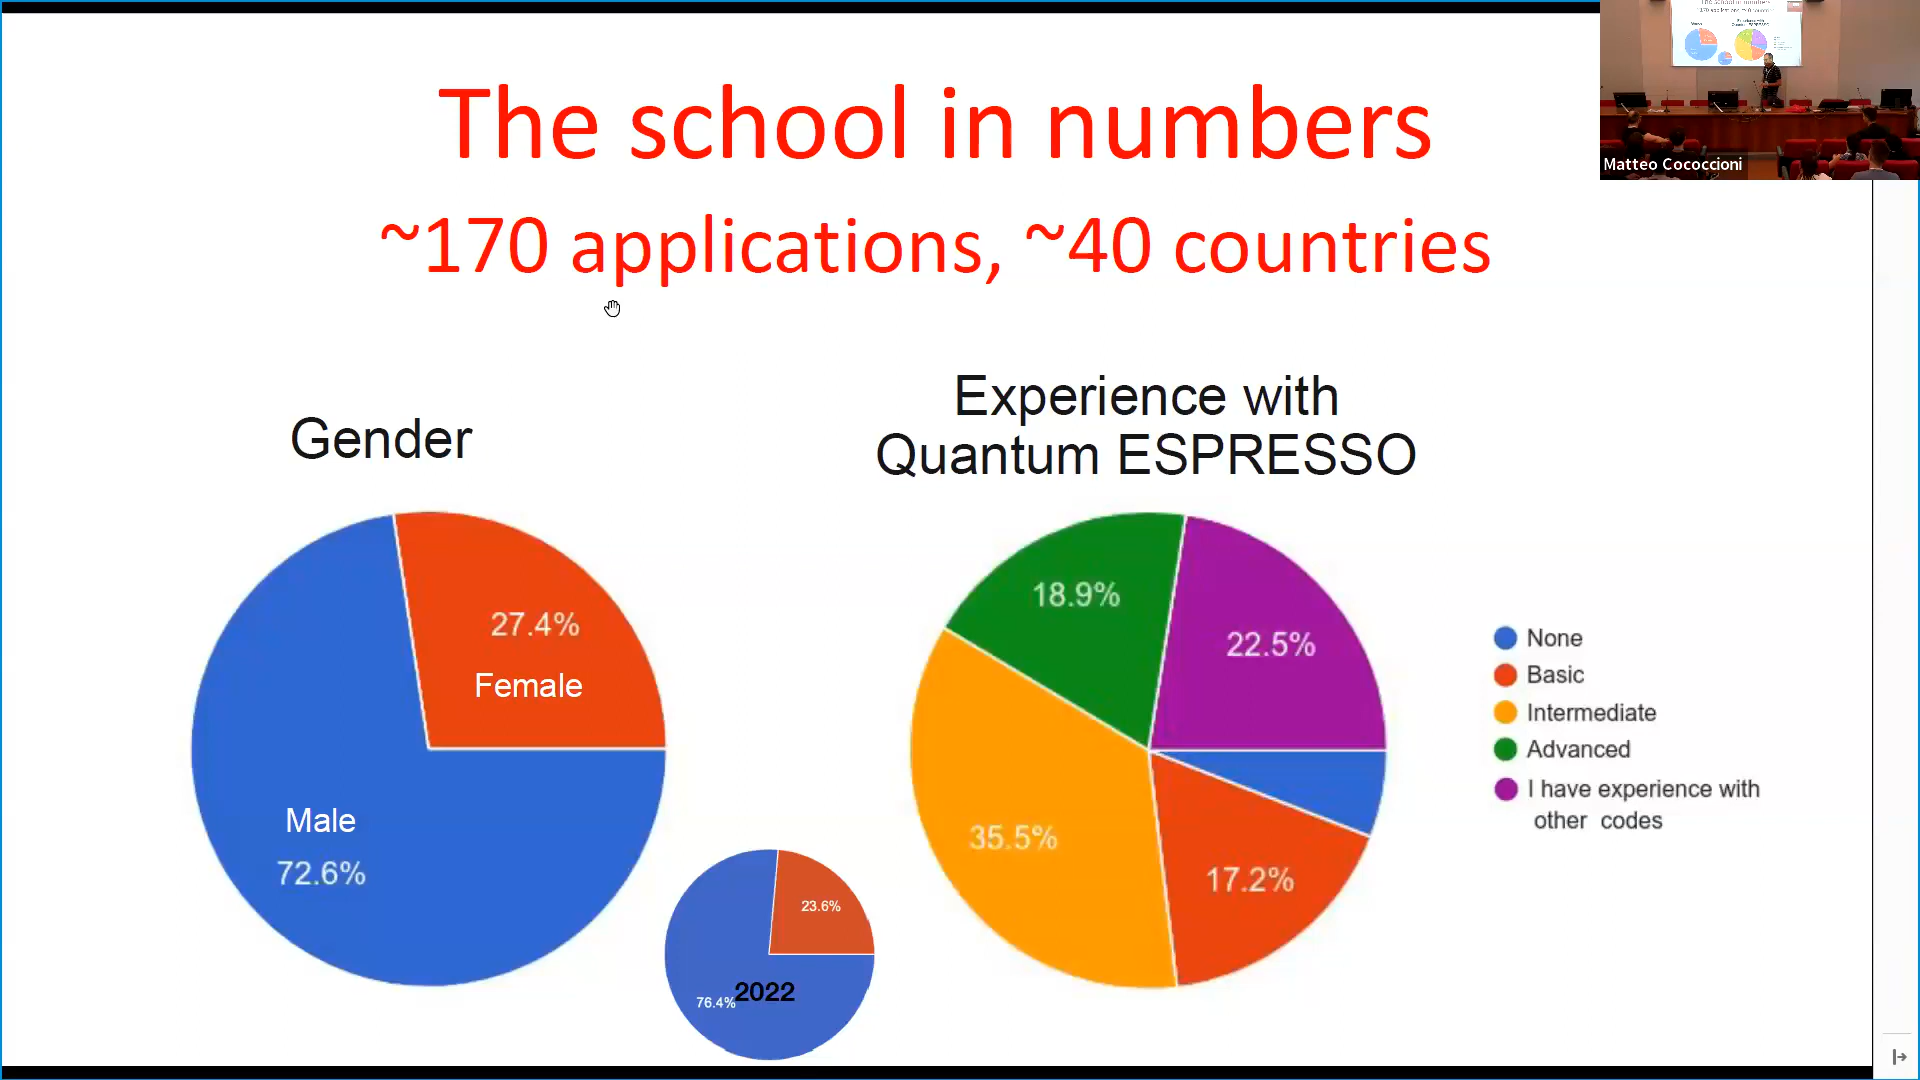 The school in numbers
~170 applications, ~40 countries
Matteo Cococcioni
Gender
27.4%
Female
Male
72.6%
23.6%
76.4%
2022
Experience with
Quantum ESPRESSO
18.9%
22.5%
35.5%
17.2%
None
Basic
Intermediate
Advanced
I have experience with
other codes